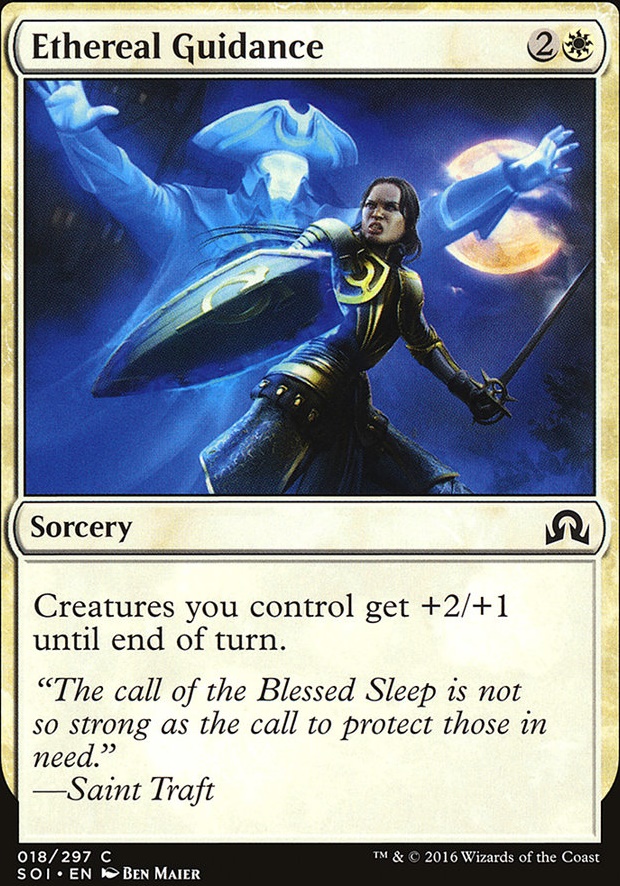 Ethereal Guidance
2
Sorcery
Creatures you control get +2/+1
until end of turn.
“The call of the Blessed Sleep is not
so strong as the call to protect those in
need.”
—Saint Traft
018/297 C
SOI • EN Ben Maier
™ & © 2016 Wizards of the Coast